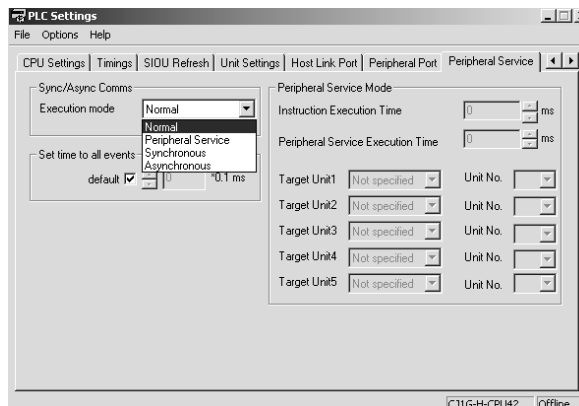 PLC Settings
File Options Help
CPU Settings Timings SIOU Refresh Unit Settings Host Link Port Peripheral Port Peripheral Service
Sync/Async Comms
Execution mode Normal
Normal
Peripheral Service
Synchronous
Asynchronous
Set time to all events
default 0 *0.1 ms
Peripheral Service Mode
Instruction Execution Time 0 ms
Peripheral Service Execution Time 0 ms
Target Unit1 Not specified Unit No.
Target Unit2 Not specified Unit No.
Target Unit3 Not specified Unit No.
Target Unit4 Not specified Unit No.
Target Unit5 Not specified Unit No.
CJ1G-H-CPU42 Offline